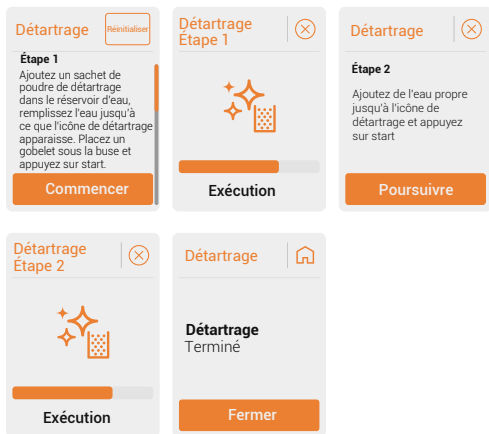 Détartrage
Réinitialiser
Étape 1
Ajoutez un sachet de
poudre de détartrage
dans le réservoir d'eau,
remplissez l'eau jusqu'à
ce que l'icône de détartrage
apparaisse. Placez un
gobelet sous la buse et
appuyez sur start.
Commencer
Détartrage
Étape 1
Exécution
Détartrage
Étape 2
Ajoutez de l'eau propre
jusqu'à l'icône de
détartrage et appuyez
sur start
Poursuivre
Détartrage
Étape 2
Exécution
Détartrage
Détartrage
Terminé
Fermer